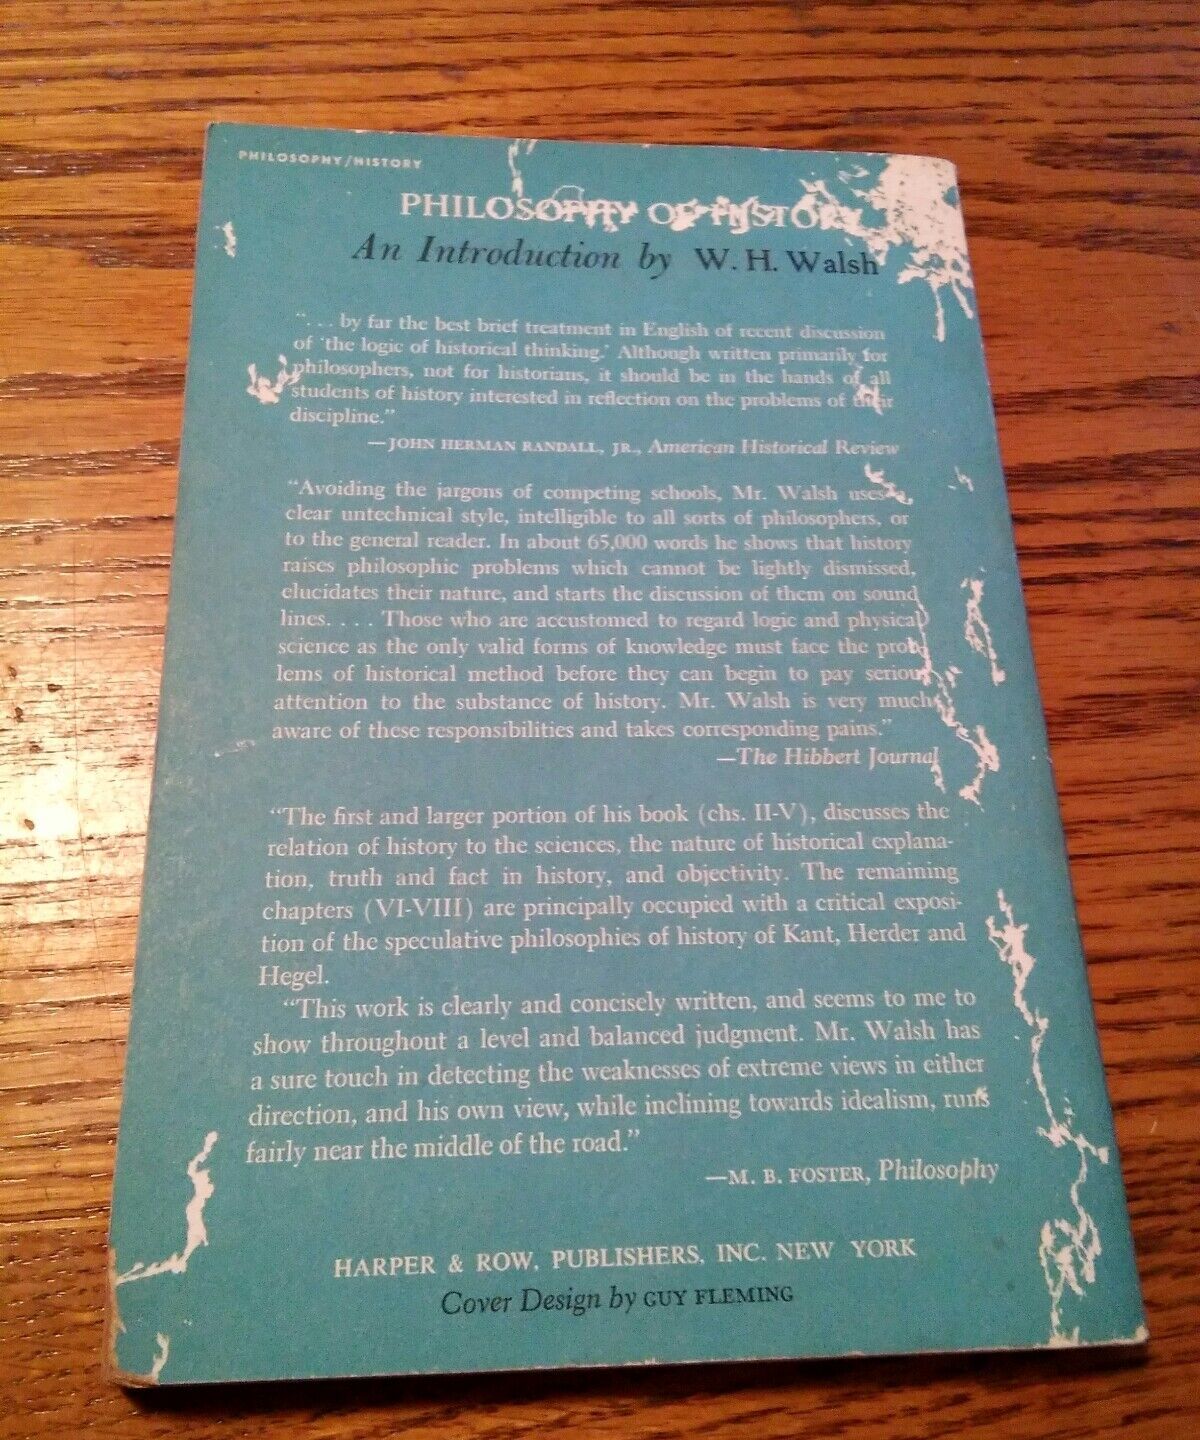 PHILOSOPHY/HISTORY
PHILOSOPHY OF HISTORY
An Introduction by W. H. Walsh
". . . by far the best brief treatment in English of recent discussion
of 'the logic of historical thinking.' Although written primarily for
philosophers, not for historians, it should be in the hands of all
students of history interested in reflection on the problems of their
discipline."
—JOHN HERMAN RANDALL, JR., American Historical Review
"Avoiding the jargons of competing schools, Mr. Walsh uses
clear untechnical style, intelligible to all sorts of philosophers, or
to the general reader. In about 65,000 words he shows that history
raises philosophic problems which cannot be lightly dismissed,
elucidates their nature, and starts the discussion of them on sound
lines. . . . Those who are accustomed to regard logic and physical
science as the only valid forms of knowledge must face the prob-
lems of historical method before they can begin to pay serious
attention to the substance of history. Mr. Walsh is very much
aware of these responsibilities and takes corresponding pains."
—The Hibbert Journal
"The first and larger portion of his book (chs. II-V), discusses the
relation of history to the sciences, the nature of historical explana-
tion, truth and fact in history, and objectivity. The remaining
chapters (VI-VIII) are principally occupied with a critical exposi-
tion of the speculative philosophies of history of Kant, Herder and
Hegel.
"This work is clearly and concisely written, and seems to me to
show throughout a level and balanced judgment. Mr. Walsh has
a sure touch in detecting the weaknesses of extreme views in either
direction, and his own view, while inclining towards idealism, runs
fairly near the middle of the road."
—M. B. FOSTER, Philosophy
HARPER & ROW, PUBLISHERS, INC. NEW YORK
Cover Design by GUY FLEMING